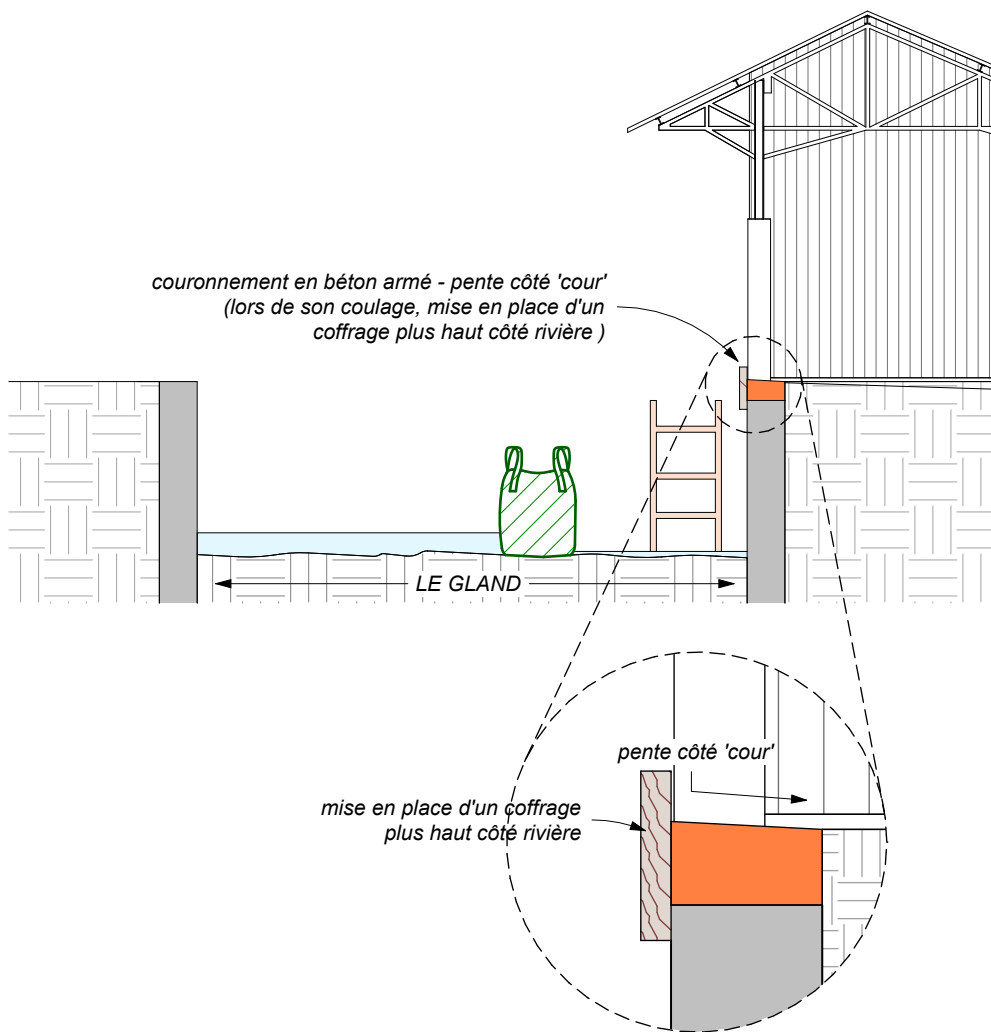 couronnement en béton armé - pente côté 'cour'
(lors de son coulage, mise en place d'un
coffrage plus haut côté rivière )
LE GLAND
pente côté 'cour'
mise en place d'un coffrage
plus haut côté rivière